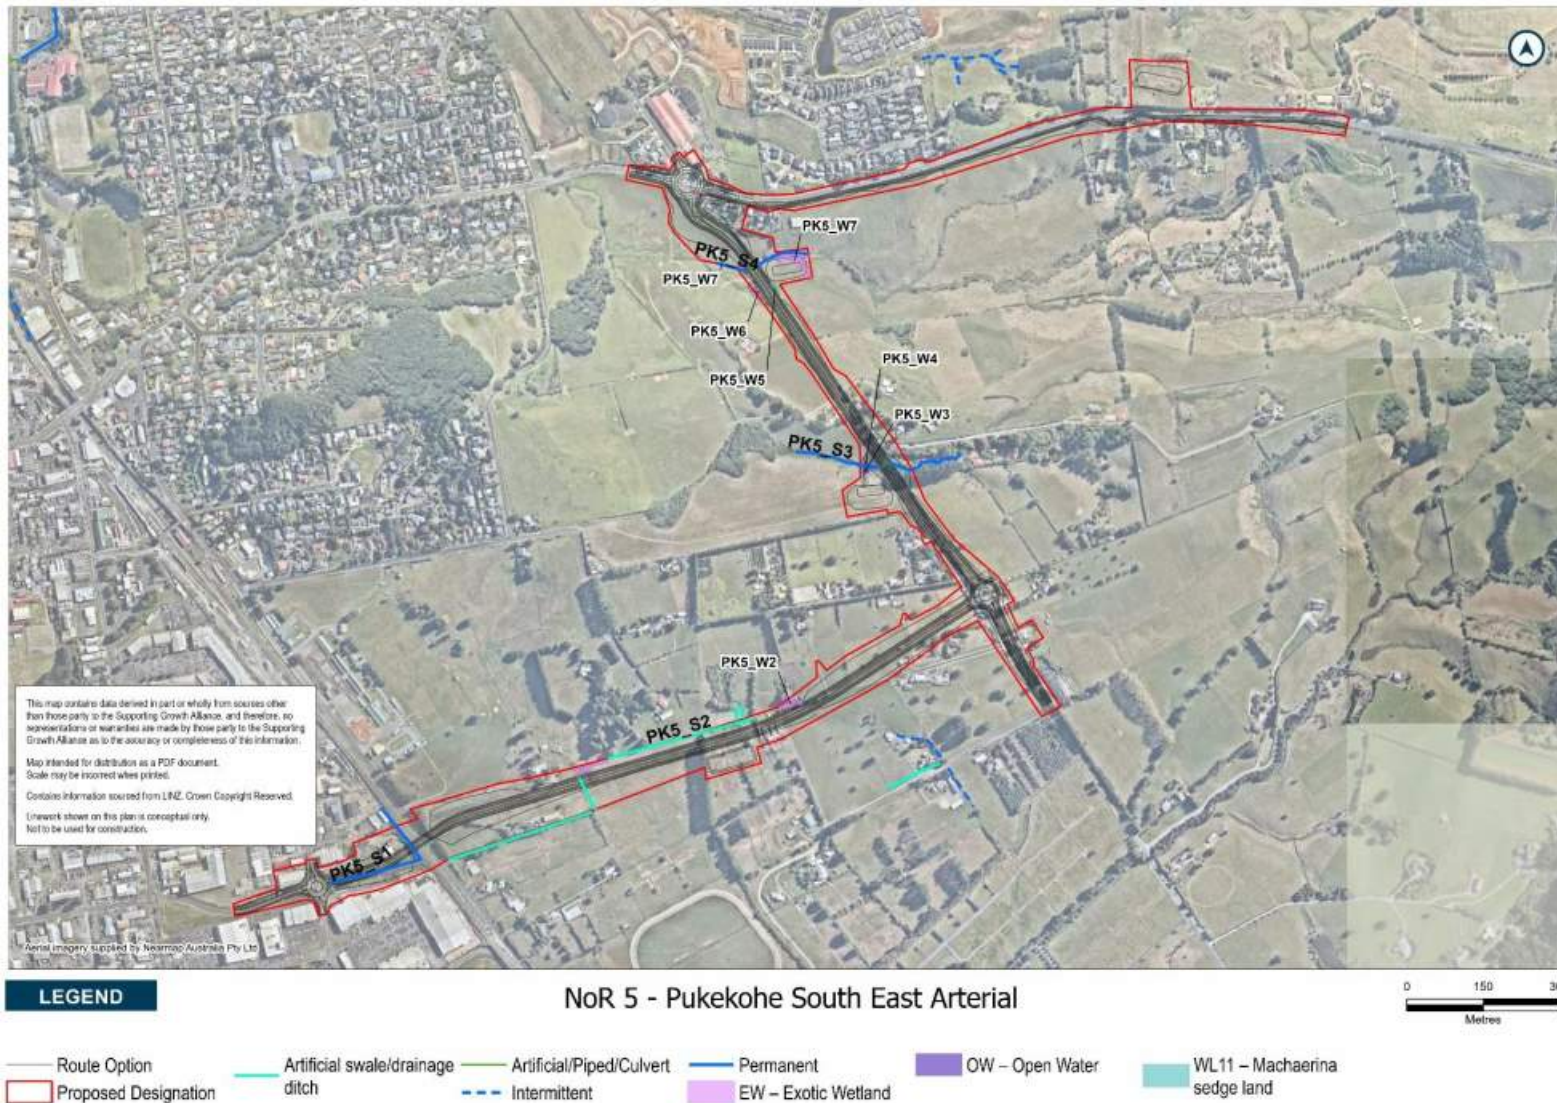 PK5_W7
PK5_S4
PK5_W7
PK5_W6
PK5_W5
PK5_W4
PK5_W3
PK5_S3
PK5_W2
PK5_S2
PK5_S1
This map contains data derived in part or wholly from sources other
than those party to the Supporting Growth Alliance, and therefore, no
representations or warranties are made by those party to the Supporting
Growth Alliance as to the accuracy or completeness of this information.
Map intended for distribution as a PDF document.
Scale may be incorrect when printed.
Contains information sourced from LINZ. Crown Copyright Reserved.
Linework shown on this plan is conceptual only.
Not to be used for construction.
Aerial imagery supplied by Nearmap Australia Pty Ltd
LEGEND
NoR 5 - Pukekohe South East Arterial
0 150
Metres
Route Option
Proposed Designation
Artificial swale/drainage
ditch
Artificial/Piped/Culvert
Intermittent
Permanent
EW – Exotic Wetland
OW – Open Water
WL11 – Machaerina
sedge land